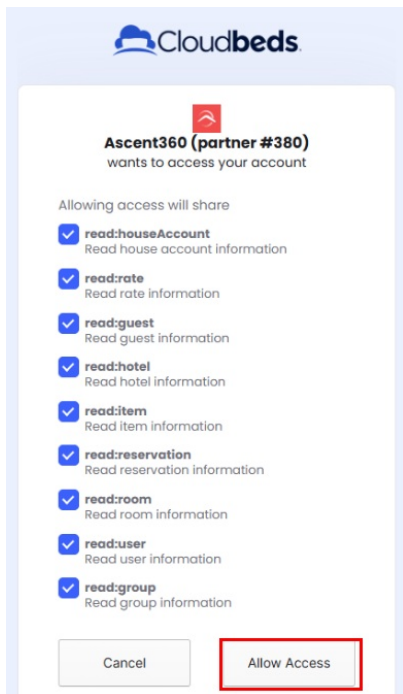 Cloudbeds.
Ascent360 (partner #380)
wants to access your account
Allowing access will share
read:houseAccount
Read house account information
read:rate
Read rate information
read:guest
Read guest information
read:hotel
Read hotel information
read:item
Read item information
read:reservation
Read reservation information
read:room
Read room information
read:user
Read user information
read:group
Read group information
Cancel
Allow Access